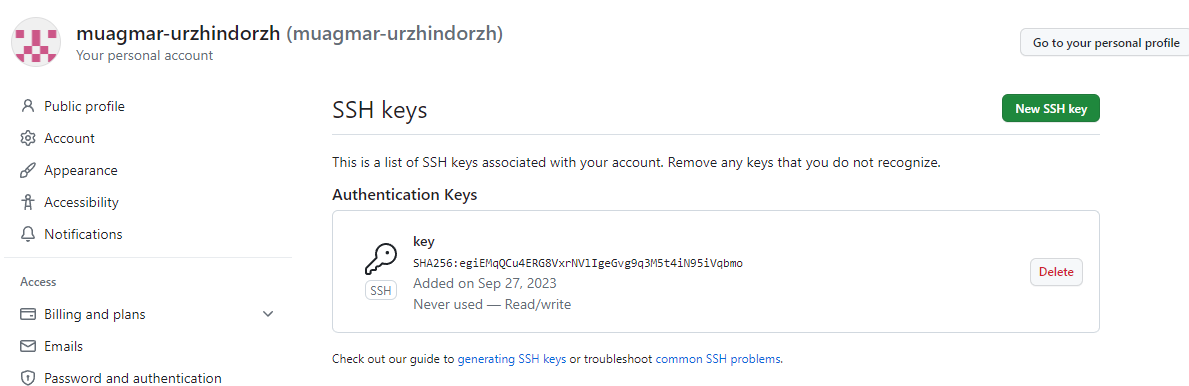 muagmar-urzhindorzh (muagmar-urzhindorzh)
Your personal account
Go to your personal profile
Public profile
Account
Appearance
Accessibility
Notifications
Access
Billing and plans
Emails
Password and authentication
SSH keys
New SSH key
This is a list of SSH keys associated with your account. Remove any keys that you do not recognize.
Authentication Keys
key
SHA256:egiEMqQCu4ERG8VxrNVlIgeGvg9q3M5t4iN95iVqbmo
Added on Sep 27, 2023
Never used — Read/write
SSH
Delete
Check out our guide to generating SSH keys or troubleshoot common SSH problems.